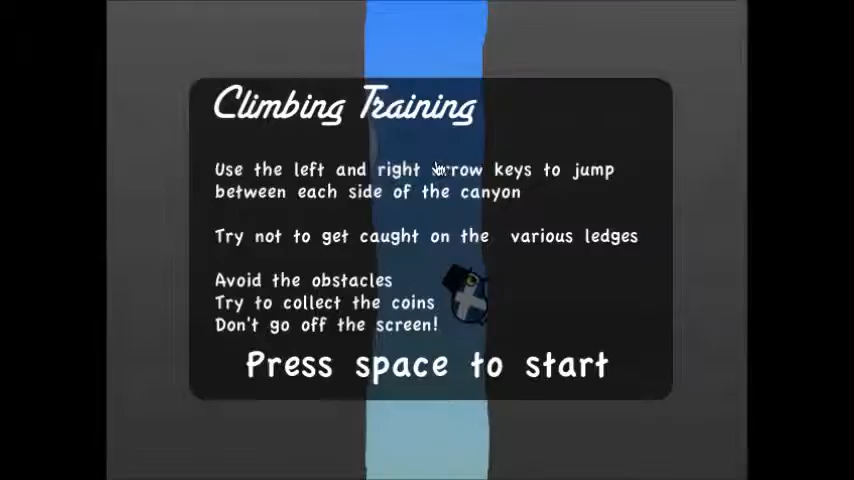 Climbing Training
Use the left and right arrow keys to jump
between each side of the canyon
Try not to get caught on the various ledges
Avoid the obstacles
Try to collect the coins
Don't go off the screen!
Press space to start